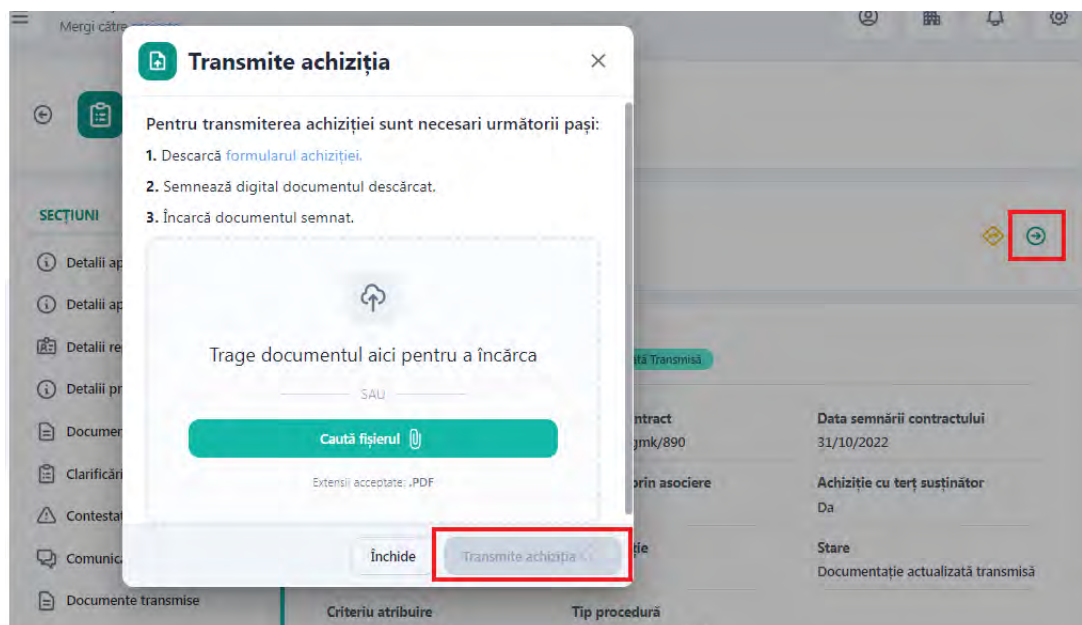 Mergi către
Transmite achiziția
Pentru transmiterea achiziției sunt necesari următorii pași:
1. Descarcă formularul achiziției.
2. Semnează digital documentul descărcat.
3. Încarcă documentul semnat.
Trage documentul aici pentru a încărca
SAU
Caută fișierul
Extensii acceptate: .PDF
Închide
Transmite achiziția
SECȚIUNI
Detalii ap
Detalii ap
Detalii re
Detalii pr
Documen
Clarificări
Contestat
Comunic
Documente transmise
tă Transmisă
ntract
gmk/890
Data semnării contractului
31/10/2022
prin asociere
Achiziție cu terț susținător
Da
ție
Stare
Documentație actualizată transmisă
Criteriu atribuire
Tip procedură